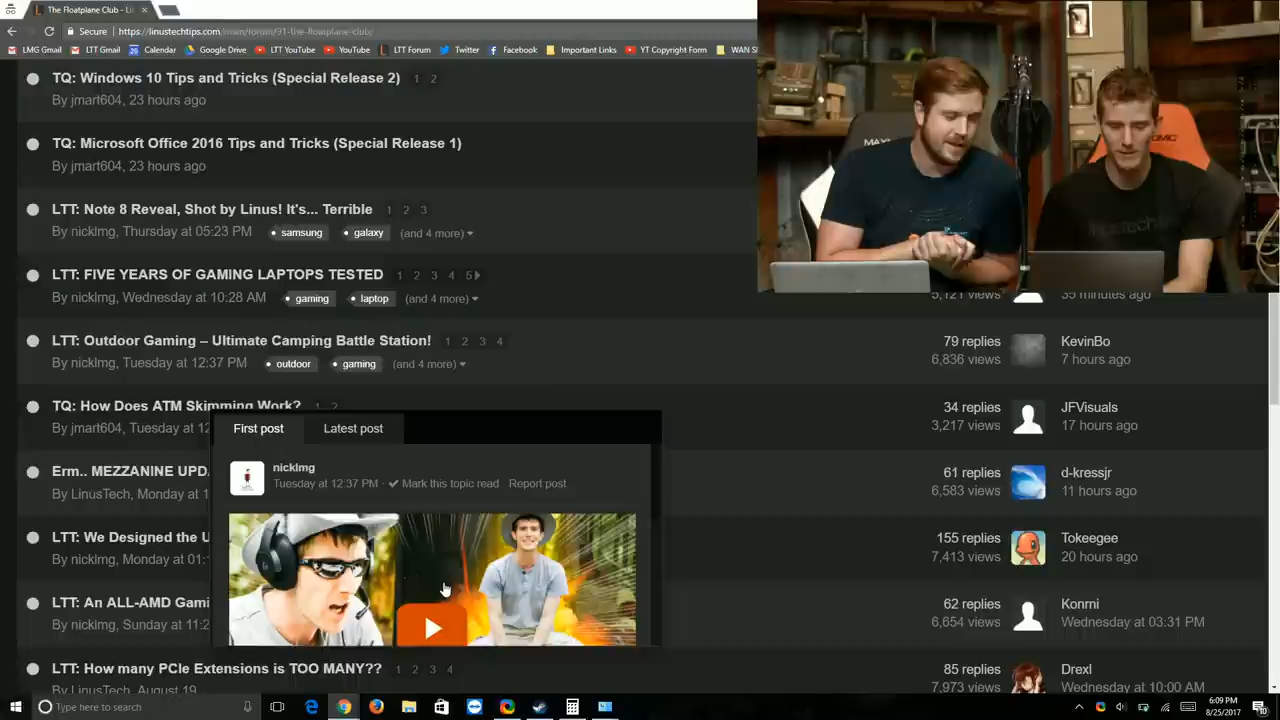 The Floatplane Club - Lin
Secure https://linustechtips.com/main/forum/91-the-floatplane-club/
LMG Gmail LTT Gmail Calendar Google Drive LTT YouTube YouTube LTT Forum Twitter Facebook Important Links YT Copyright Form WAN S
TQ: Windows 10 Tips and Tricks (Special Release 2) 1 2
By jmart604, 23 hours ago
TQ: Microsoft Office 2016 Tips and Tricks (Special Release 1)
By jmart604, 23 hours ago
LTT: Note 8 Reveal, Shot by Linus! It's... Terrible 1 2 3
By nicklmg, Thursday at 05:23 PM samsung galaxy (and 4 more)
LTT: FIVE YEARS OF GAMING LAPTOPS TESTED 1 2 3 4 5
By nicklmg, Wednesday at 10:28 AM gaming laptop (and 4 more)
5,121 views 35 minutes ago
LTT: Outdoor Gaming – Ultimate Camping Battle Station! 1 2 3 4
By nicklmg, Tuesday at 12:37 PM outdoor gaming (and 4 more)
79 replies KevinBo
6,836 views 7 hours ago
TQ: How Does ATM Skimming Work? 1 2
By jmart604, Tuesday at 12
34 replies JFVisuals
3,217 views 17 hours ago
First post Latest post
nicklmg
Tuesday at 12:37 PM · Mark this topic read Report post
Erm.. MEZZANINE UPD
By LinusTech, Monday at 1
61 replies d-kressjr
6,583 views 11 hours ago
LTT: We Designed the U
By nicklmg, Monday at 01:
155 replies Tokeegee
7,413 views 20 hours ago
LTT: An ALL-AMD Gami
By nicklmg, Sunday at 11:2
62 replies Konrni
6,654 views Wednesday at 03:31 PM
LTT: How many PCIe Extensions is TOO MANY?? 1 2 3 4
By LinusTech, August 19
85 replies Drexl
7,973 views Wednesday at 10:00 AM
Type here to search
6:09 PM
8/25/2017